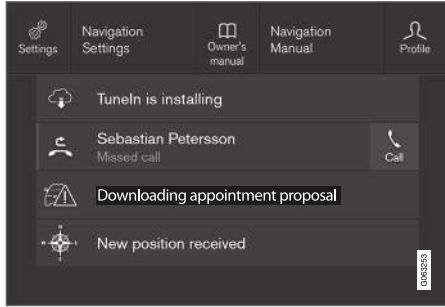 Settings
Navigation
Settings
Owner's
manual
Navigation
Manual
Profile
TuneIn is installing
Sebastian Petersson
Missed call
Call
Downloading appointment proposal
New position received
G063253